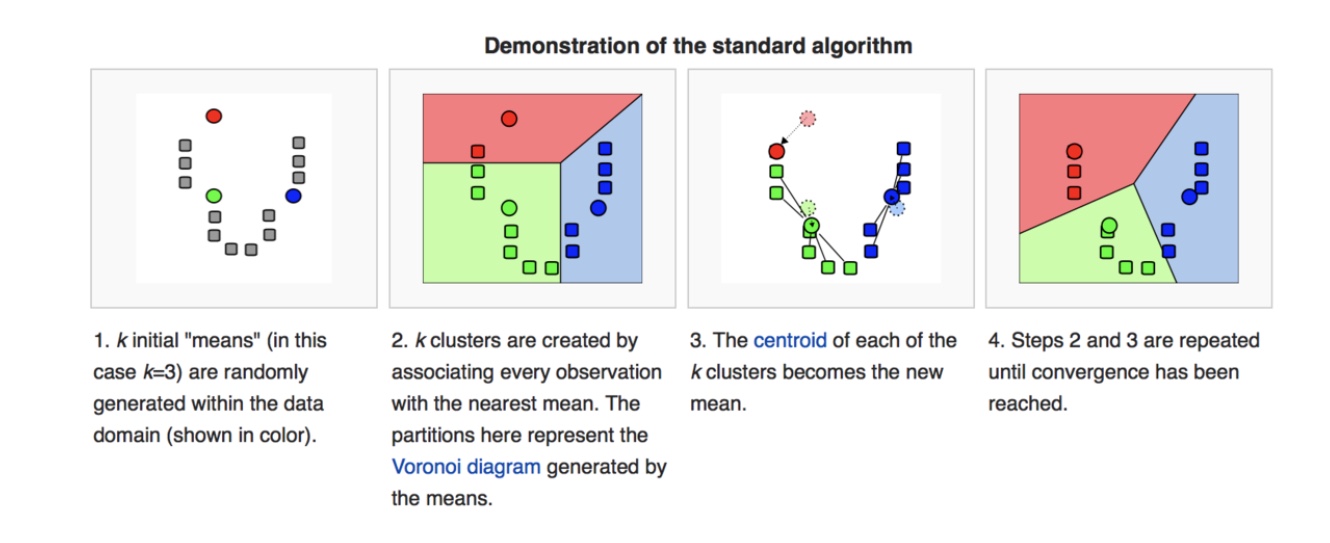 Demonstration of the standard algorithm
1. k initial "means" (in this
case k=3) are randomly
generated within the data
domain (shown in color).
2. k clusters are created by
associating every observation
with the nearest mean. The
partitions here represent the
Voronoi diagram generated by
the means.
3. The centroid of each of the
k clusters becomes the new
mean.
4. Steps 2 and 3 are repeated
until convergence has been
reached.